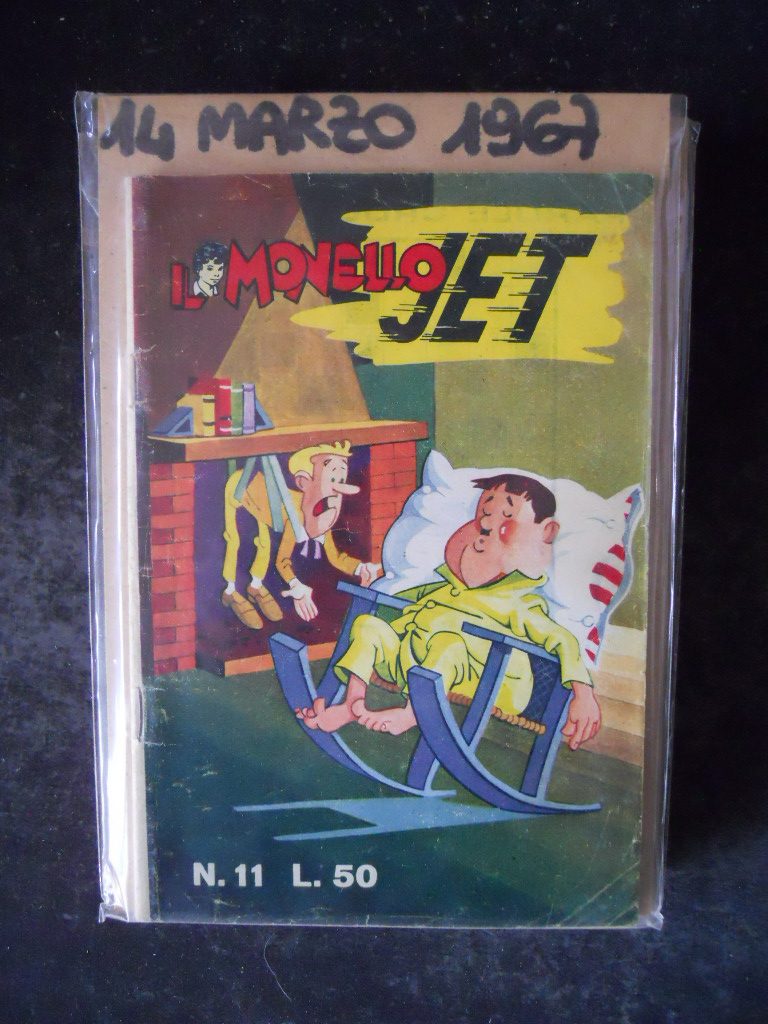 14 MARZO 1967
IL MONELLO JET
N. 11 L. 50